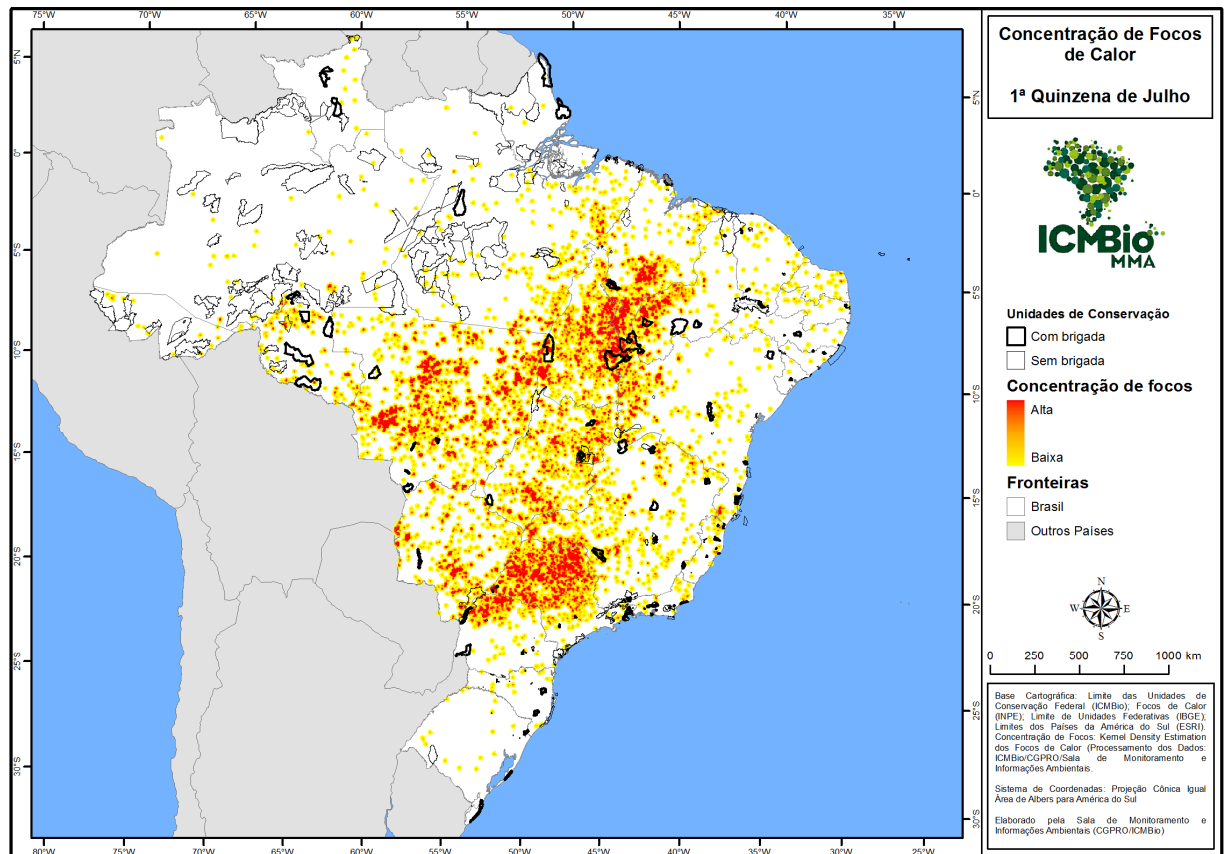 75°W 70°W 65°W 60°W 55°W 50°W 45°W 40°W 35°W
5°N
0°
5°S
10°S
15°S
20°S
25°S
30°S
5°N
0°
5°S
10°S
15°S
20°S
25°S
30°S
80°W 75°W 70°W 65°W 60°W 55°W 50°W 45°W 40°W 35°W 30°W 25°W
Concentração de Focos
de Calor
1ª Quinzena de Julho
ICMBio
MMA
Unidades de Conservação
Com brigada
Sem brigada
Concentração de focos
Alta
Baixa
Fronteiras
Brasil
Outros Países
N
W E
S
0 250 500 750 1000 km
Base Cartográfica: Limite das Unidades de
Conservação Federal (ICMBio); Focos de Calor
(INPE); Limite de Unidades Federativas (IBGE);
Limites dos Países da América do Sul (ESRI).
Concentração de Focos: Kernel Density Estimation
dos Focos de Calor (Processamento dos Dados:
ICMBio/CGPRO/Sala de Monitoramento e
Informações Ambientais.
Sistema de Coordenadas: Projeção Cônica Igual
Área de Albers para América do Sul
Elaborado pela Sala de Monitoramento e
Informações Ambientais (CGPRO/ICMBio)